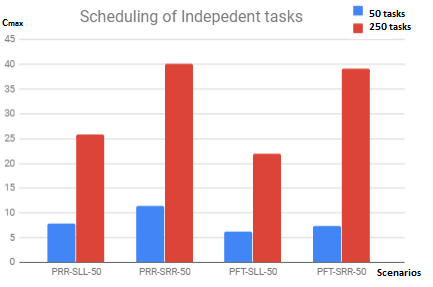 Scheduling of Indepedent tasks
50 tasks
250 tasks
Cmax
45
40
35
30
25
20
15
10
5
0
PRR-SLL-50 PRR-SRR-50 PFT-SLL-50 PFT-SRR-50 Scenarios